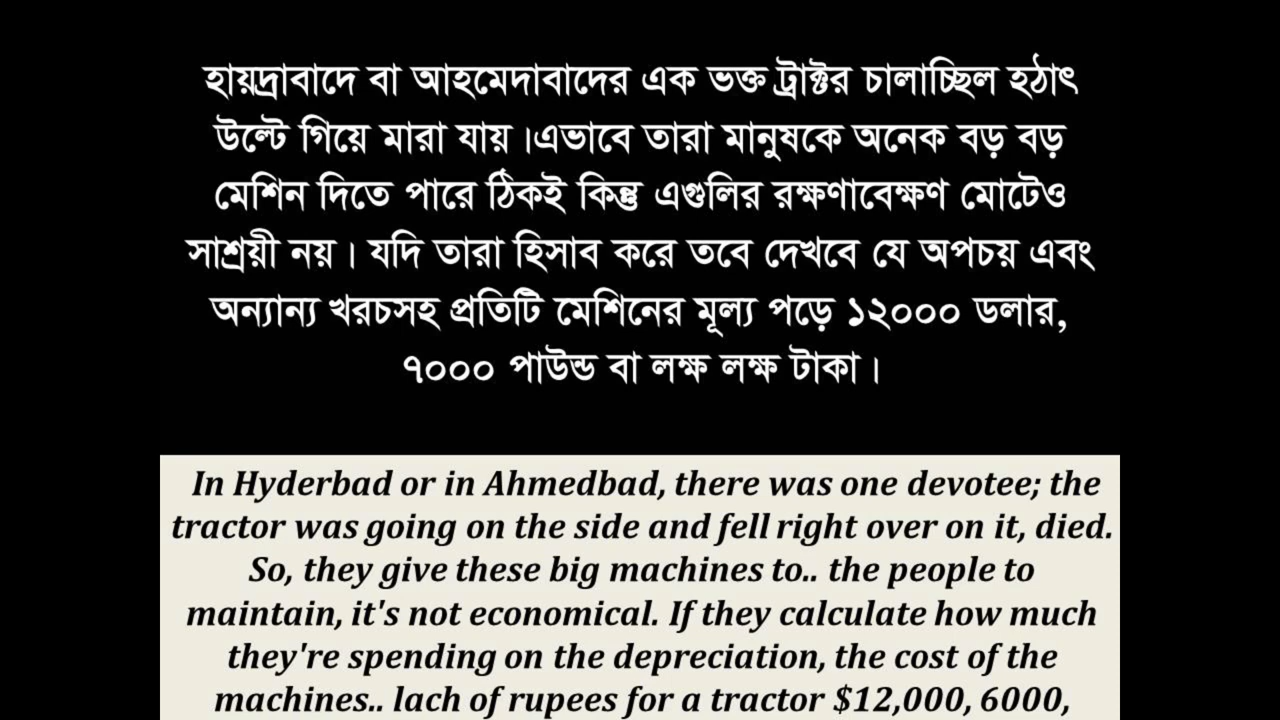 হায়দ্রাবাদে বা আহমেদাবাদের এক ভক্ত ট্রাক্টর চালাচ্ছিল হঠাৎ
উল্টে গিয়ে মারা যায় ।এভাবে তারা মানুষকে অনেক বড় বড়
মেশিন দিতে পারে ঠিকই কিন্তু এগুলির রক্ষণাবেক্ষণ মোটেও
সাশ্রয়ী নয় । যদি তারা হিসাব করে তবে দেখবে যে অপচয় এবং
অন্যান্য খরচসহ প্রতিটি মেশিনের মূল্য পড়ে ১২০০০ ডলার,
৭০০০ পাউন্ড বা লক্ষ লক্ষ টাকা ।
In Hyderbad or in Ahmedbad, there was one devotee; the
tractor was going on the side and fell right over on it, died.
So, they give these big machines to.. the people to
maintain, it's not economical. If they calculate how much
they're spending on the depreciation, the cost of the
machines.. lach of rupees for a tractor $12,000, 6000,